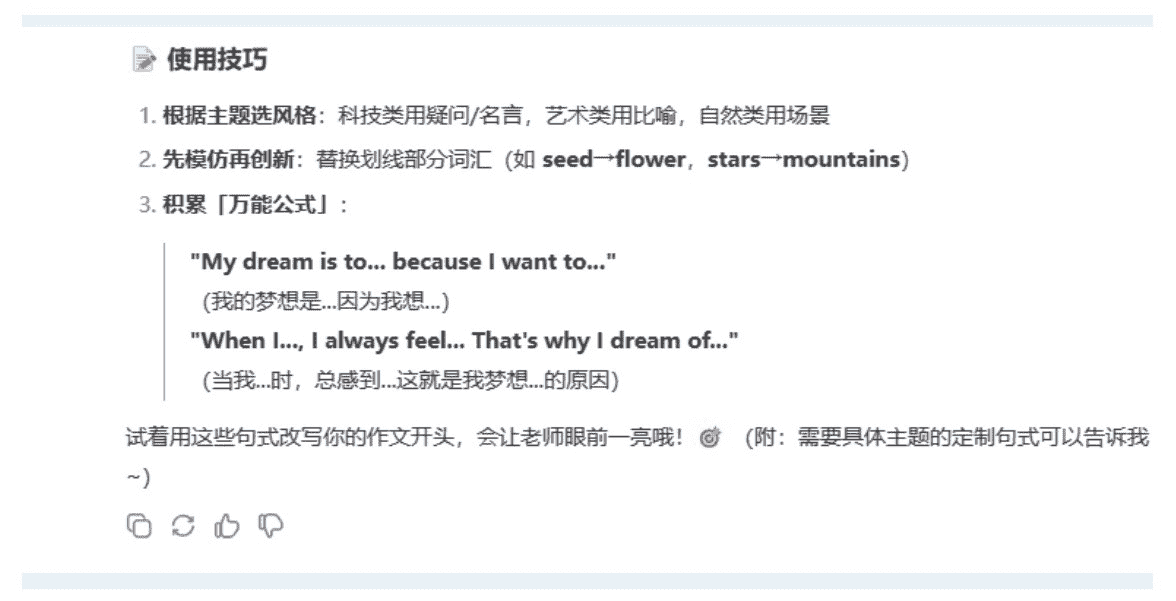 📝 使用技巧
1. 根据主题选风格：科技类用疑问/名言，艺术类用比喻，自然类用场景
2. 先模仿再创新：替换划线部分词汇（如 seed→flower，stars→mountains）
3. 积累「万能公式」：
"My dream is to... because I want to..."
（我的梦想是...因为我想...）
"When I..., I always feel... That's why I dream of..."
（当我...时，总感到...这就是我梦想...的原因）
试着用这些句式改写你的作文开头，会让老师眼前一亮哦！🎯 （附：需要具体主题的定制句式可以告诉我
~）